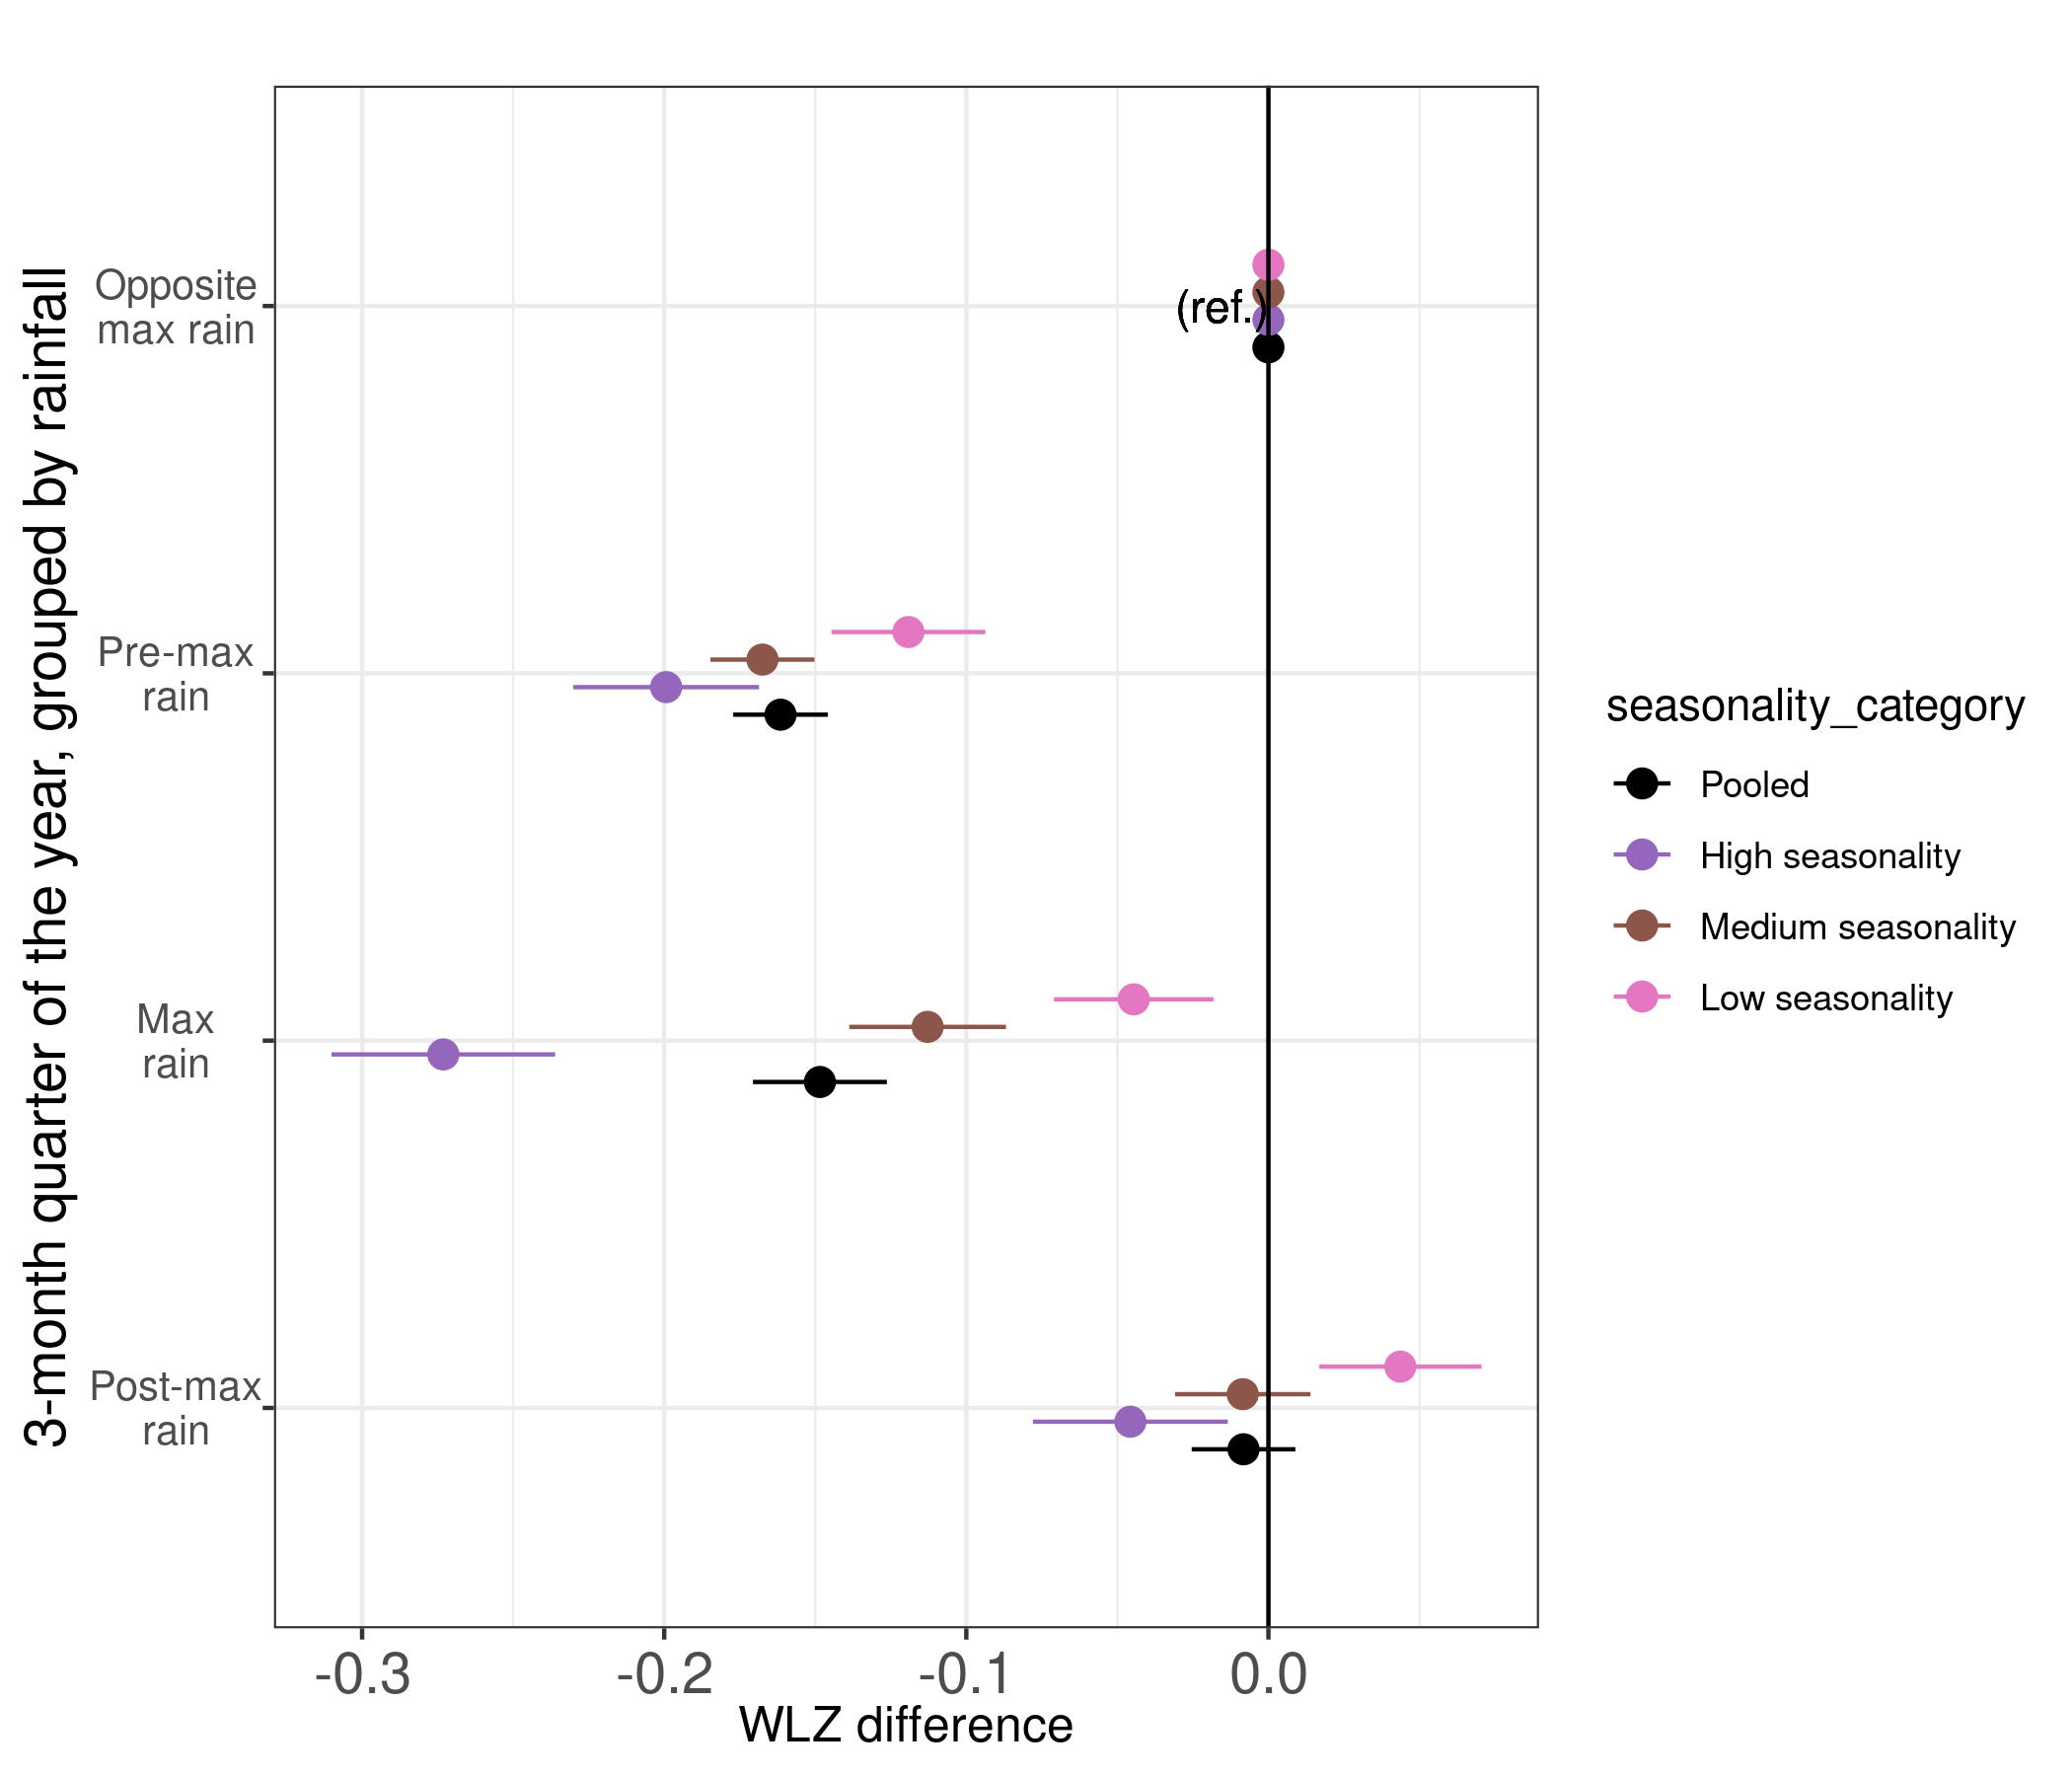 3-month quarter of the year, grouped by rainfall
Opposite
max rain
Pre-max
rain
Max
rain
Post-max
rain
(ref.)
-0.3
-0.2
-0.1
0.0
WLZ difference
seasonality_category
Pooled
High seasonality
Medium seasonality
Low seasonality